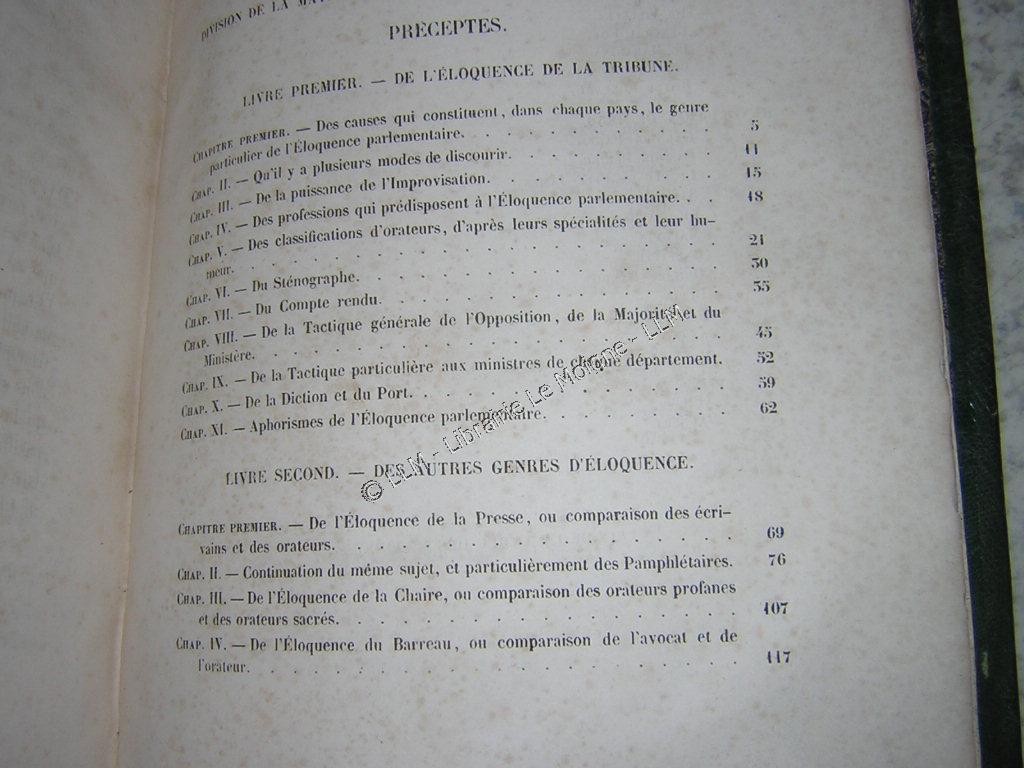 DIVISION DE LA
PRÉCEPTES.
LIVRE PREMIER. — DE L'ÉLOQUENCE DE LA TRIBUNE.
CHAPITRE PREMIER. — Des causes qui constituent, dans chaque pays, le genre
particulier de l'Éloquence parlementaire. . . . . . . . . . . . 5
CHAP. II. — Qu'il y a plusieurs modes de discourir. . . . . . . . . 11
CHAP. III. — De la puissance de l'Improvisation. . . . . . . . . . 15
CHAP. IV. — Des professions qui prédisposent à l'Éloquence parlementaire. . . 18
CHAP. V. — Des classifications d'orateurs, d'après leurs spécialités et leur hu-
meur. . . . . . . . . . . . . . . . . . . . . 21
CHAP. VI. — Du Sténographe. . . . . . . . . . . . . . . 30
CHAP. VII. — Du Compte rendu. . . . . . . . . . . . . . 35
CHAP. VIII. — De la Tactique générale de l'Opposition, de la Majorité et du
Ministère. . . . . . . . . . . . . . . . . . . . 45
CHAP. IX. — De la Tactique particulière aux ministres de chaque département. 52
CHAP. X. — De la Diction et du Port. . . . . . . . . . . . . 59
CHAP. XI. — Aphorismes de l'Éloquence parlementaire. . . . . . . . 62
© LLM - Librairie Le Moigne - LLM
LIVRE SECOND. — DES AUTRES GENRES D'ÉLOQUENCE.
CHAPITRE PREMIER. — De l'Éloquence de la Presse, ou comparaison des écri-
vains et des orateurs. . . . . . . . . . . . . . . . . 69
CHAP. II. — Continuation du même sujet, et particulièrement des Pamphlétaires. 76
CHAP. III. — De l'Éloquence de la Chaire, ou comparaison des orateurs profanes
et des orateurs sacrés. . . . . . . . . . . . . . . . . 107
CHAP. IV. — De l'Éloquence du Barreau, ou comparaison de l'avocat et de
l'orateur. . . . . . . . . . . . . . . . . . . . . 117